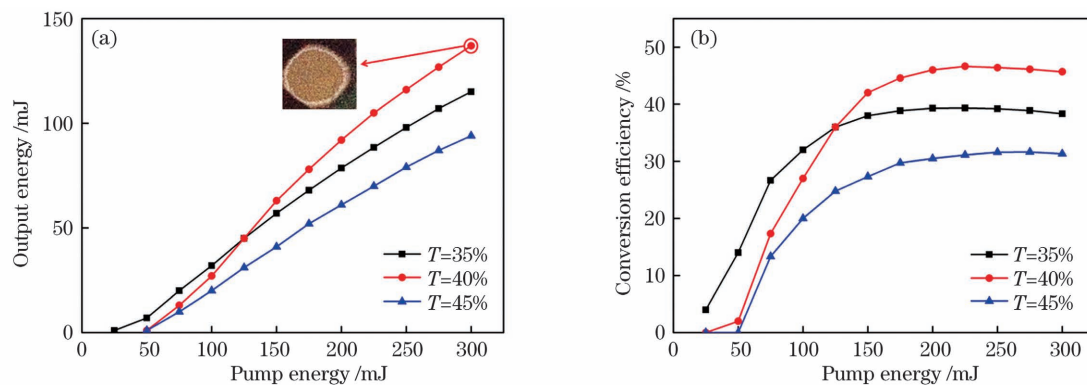 (a)
150
100
50
0
Output energy /mJ
0 50 100 150 200 250 300
Pump energy /mJ
T=35%
T=40%
T=45%
(b)
50
40
30
20
10
0
Conversion efficiency /%
0 50 100 150 200 250 300
Pump energy /mJ
T=35%
T=40%
T=45%